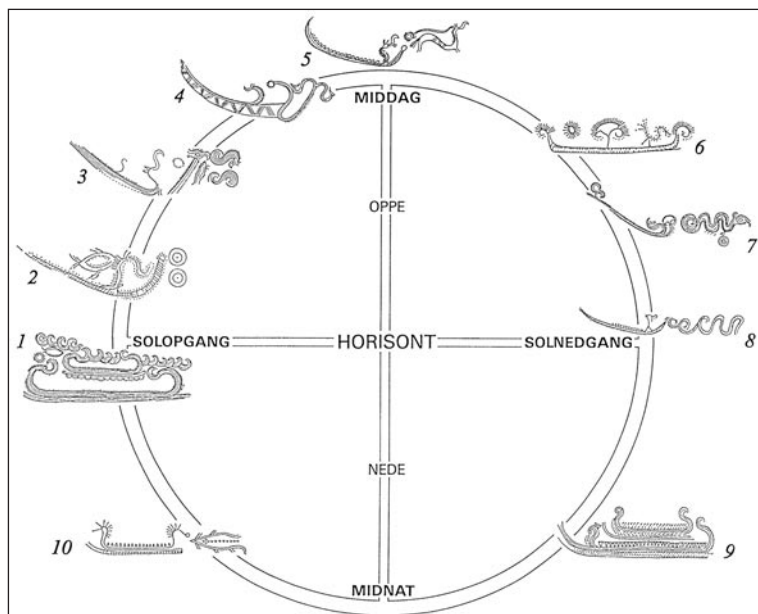 5
4
MIDDAG
6
3
OPPE
7
2
1
SOLOPGANG
HORISONT
SOLNEDGANG
8
NEDE
10
9
MIDNAT